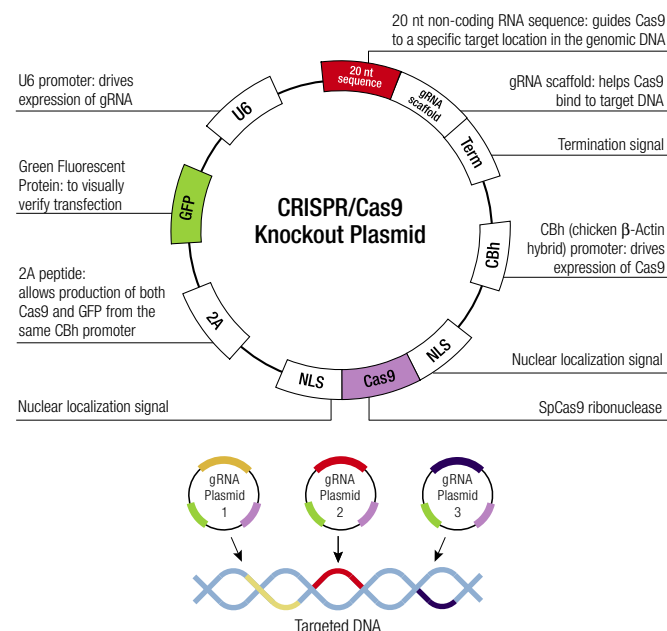 20 nt non-coding RNA sequence: guides Cas9
to a specific target location in the genomic DNA
U6 promoter: drives
expression of gRNA
gRNA scaffold: helps Cas9
bind to target DNA
Termination signal
Green Fluorescent
Protein: to visually
verify transfection
CBh (chicken β-Actin
hybrid) promoter: drives
expression of Cas9
2A peptide:
allows production of both
Cas9 and GFP from the
same CBh promoter
Nuclear localization signal
Nuclear localization signal
SpCas9 ribonuclease
CRISPR/Cas9
Knockout Plasmid
20 nt
sequence
gRNA
scaffold
Term
CBh
NLS
Cas9
NLS
2A
GFP
U6
gRNA
Plasmid
1
gRNA
Plasmid
2
gRNA
Plasmid
3
Targeted DNA